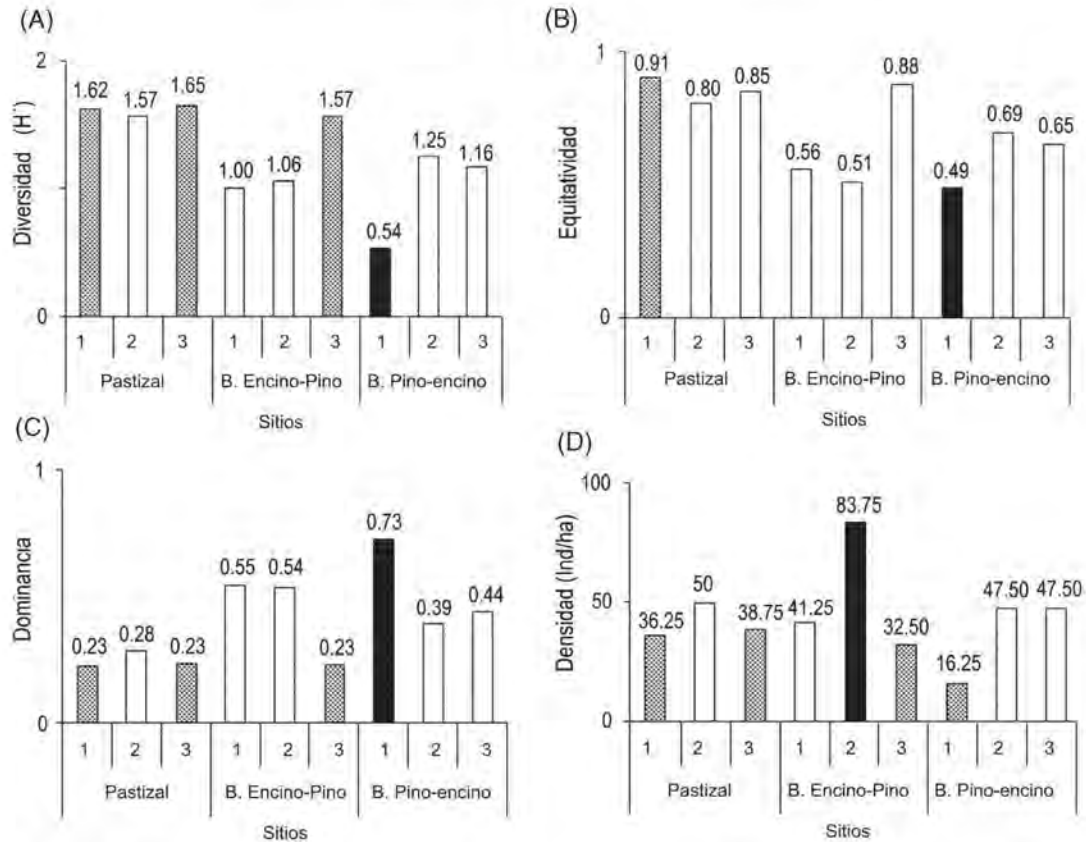 (A)
Diversidad (H´)
2
0
1.62
1.57
1.65
1.00
1.06
1.57
0.54
1.25
1.16
1 2 3 1 2 3 1 2 3
Pastizal B. Encino-Pino B. Pino-encino
Sitios
(B)
Equitatividad
1
0
0.91
0.80
0.85
0.56
0.51
0.88
0.49
0.69
0.65
1 2 3 1 2 3 1 2 3
Pastizal B. Encino-Pino B. Pino-encino
Sitios
(C)
Dominancia
1
0
0.23
0.28
0.23
0.55
0.54
0.23
0.73
0.39
0.44
1 2 3 1 2 3 1 2 3
Pastizal B. Encino-Pino B. Pino-encino
Sitios
(D)
Densidad (Ind/ha)
100
50
0
36.25
50
38.75
41.25
83.75
32.50
16.25
47.50
47.50
1 2 3 1 2 3 1 2 3
Pastizal B. Encino-Pino B. Pino-encino
Sitios